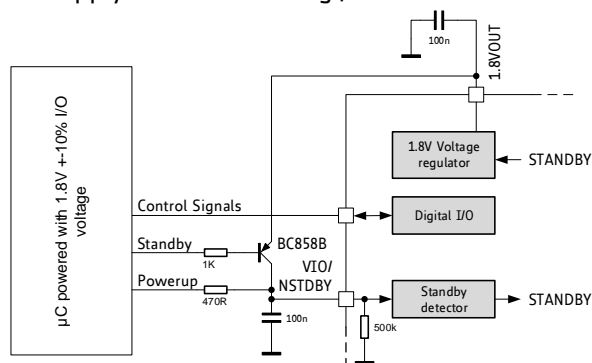 100n
1.8VOUT
µC powered with 1.8V +-10% I/O
voltage
1.8V Voltage
regulator
STANDBY
Control Signals
Digital I/O
Standby
1K
BC858B
VIO/
NSTDBY
Powerup
470R
100n
500k
Standby
detector
STANDBY